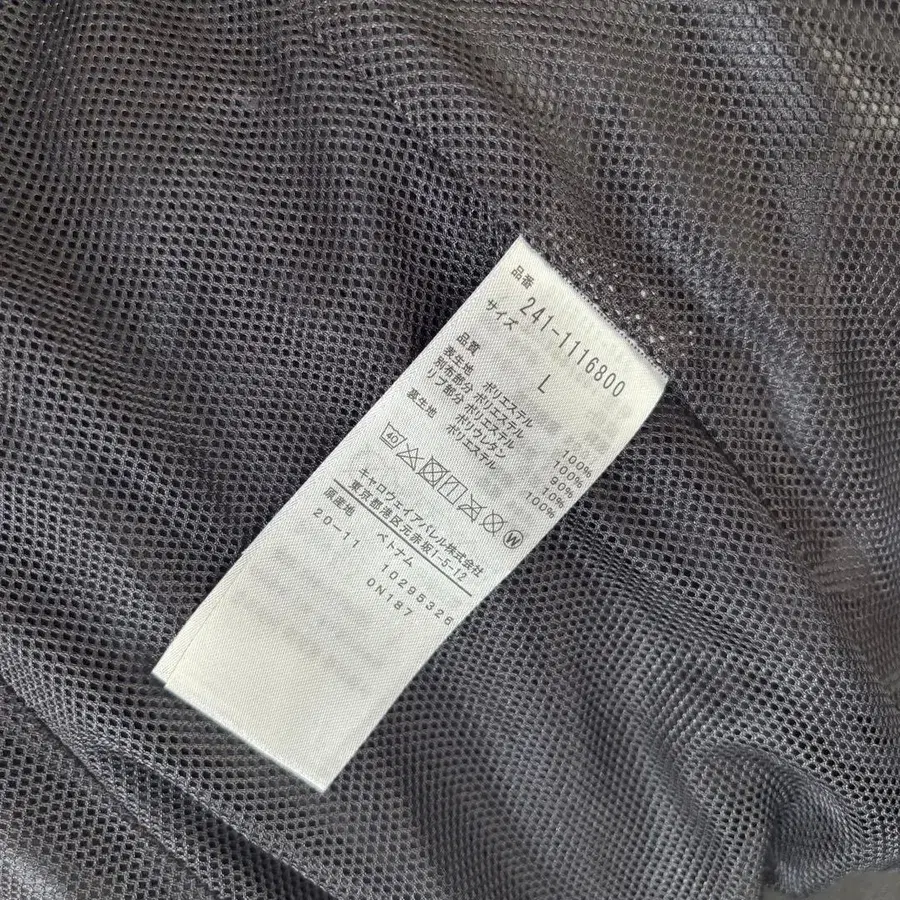 品番
241-1116800
サイズ
L
品質
表生地 ポリエステル 100%
別布部分 ポリエステル 100%
リブ部分 ポリエステル 90%
ポリウレタン 10%
裏生地 ポリエステル 100%
40
W
キャロウェイアパレル株式会社
東京都港区元赤坂1-5-12
原産地 ベトナム
20-11 10295326
0N187